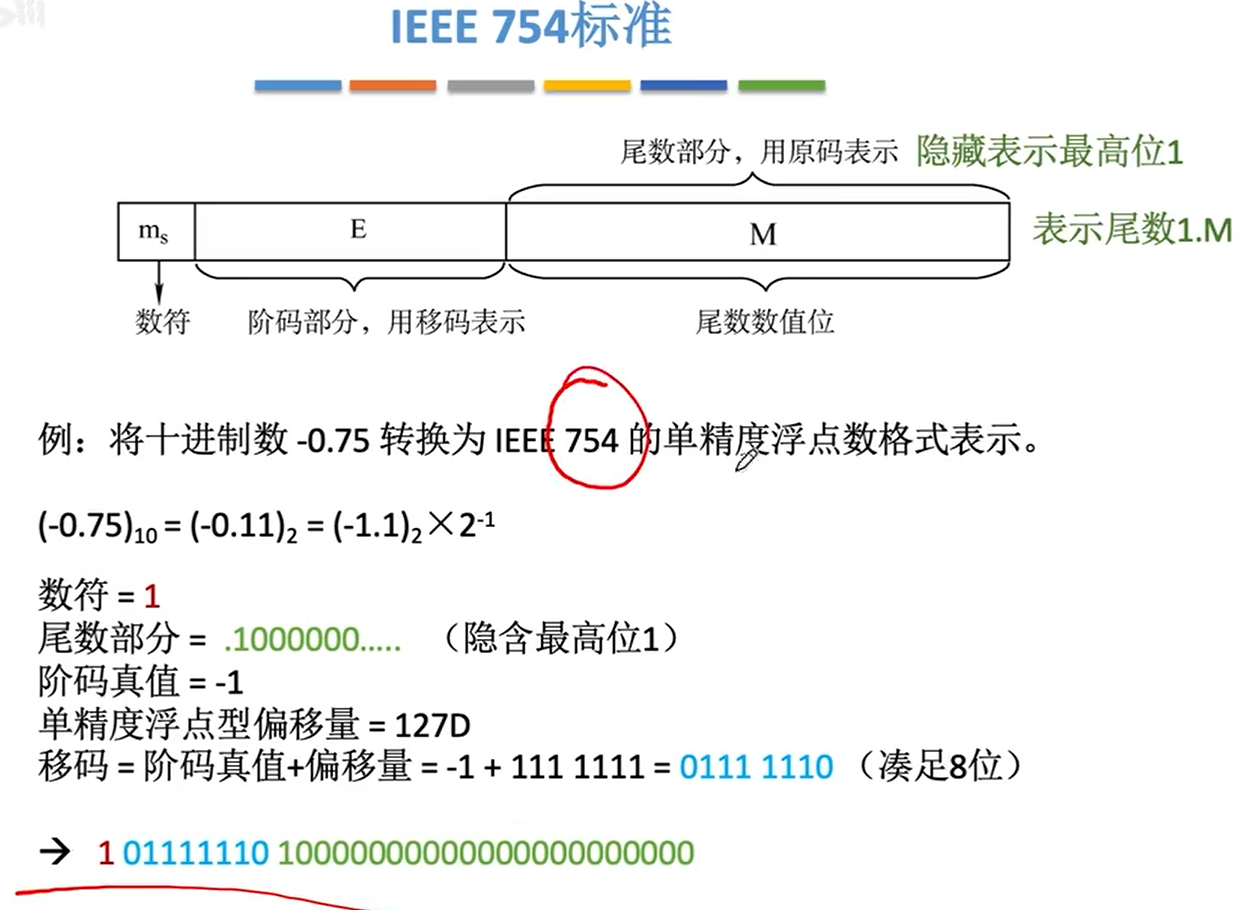 IEEE 754标准
尾数部分，用原码表示 隐藏表示最高位1
ms E M 表示尾数1.M
数符 阶码部分，用移码表示 尾数数值位
例：将十进制数 -0.75 转换为 IEEE 754 的单精度浮点数格式表示。
(-0.75)10 = (-0.11)2 = (-1.1)2×2-1
数符 = 1
尾数部分 = .1000000..... （隐含最高位1）
阶码真值 = -1
单精度浮点型偏移量 = 127D
移码 = 阶码真值+偏移量 = -1 + 111 1111 = 0111 1110 （凑足8位）
→ 1 01111110 10000000000000000000000